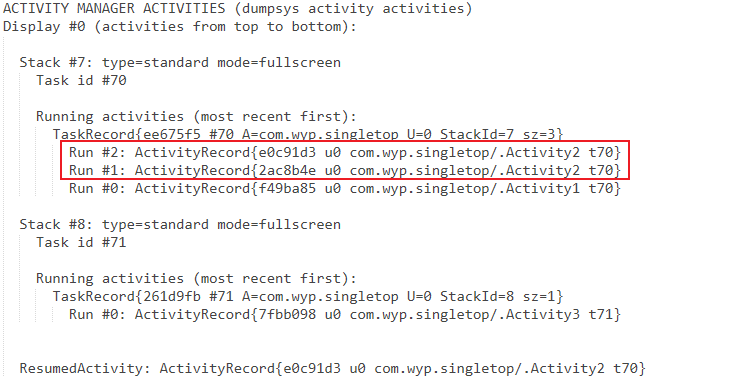 ACTIVITY MANAGER ACTIVITIES (dumpsys activity activities)
Display #0 (activities from top to bottom):
Stack #7: type=standard mode=fullscreen
Task id #70
Running activities (most recent first):
TaskRecord{ee675f5 #70 A=com.wyp.singletop U=0 StackId=7 sz=3}
Run #2: ActivityRecord{e0c91d3 u0 com.wyp.singletop/.Activity2 t70}
Run #1: ActivityRecord{2ac8b4e u0 com.wyp.singletop/.Activity2 t70}
Run #0: ActivityRecord{f49ba85 u0 com.wyp.singletop/.Activity1 t70}
Stack #8: type=standard mode=fullscreen
Task id #71
Running activities (most recent first):
TaskRecord{261d9fb #71 A=com.wyp.singletop U=0 StackId=8 sz=1}
Run #0: ActivityRecord{7fbb098 u0 com.wyp.singletop/.Activity3 t71}
ResumedActivity: ActivityRecord{e0c91d3 u0 com.wyp.singletop/.Activity2 t70}